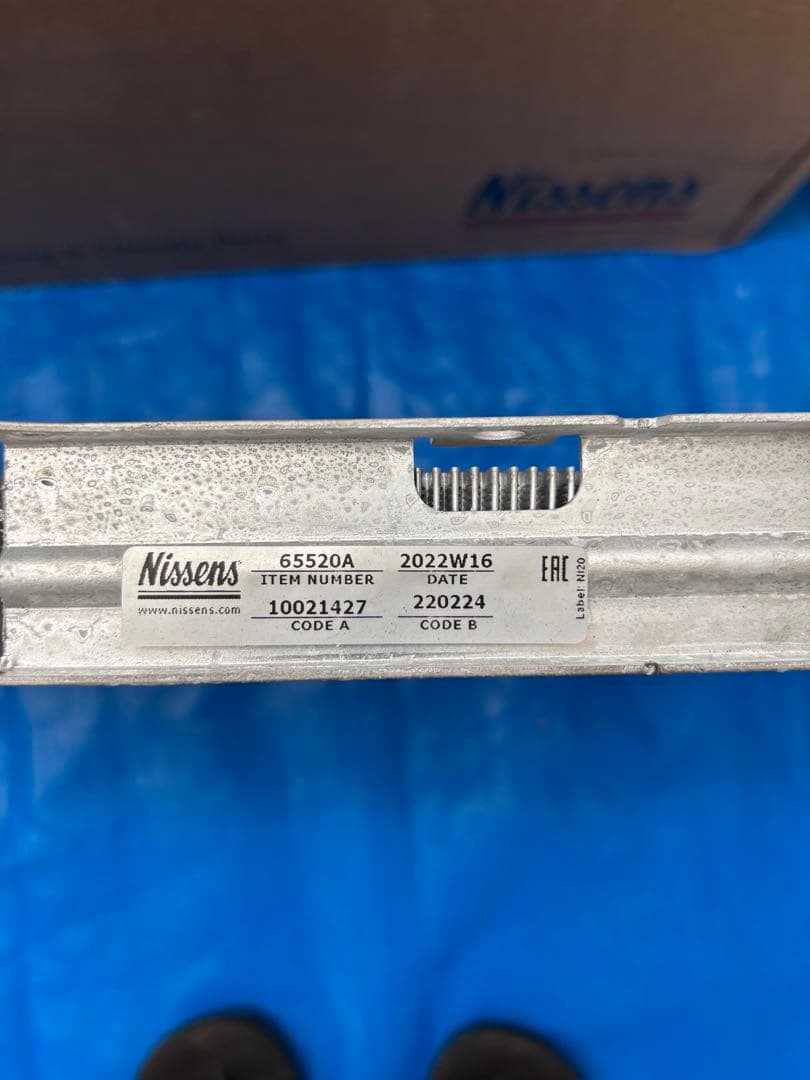 Nissens
Nissens
www.nissens.com
65520A
ITEM NUMBER
2022W16
DATE
10021427
CODE A
220224
CODE B
EAC
Label: NI20